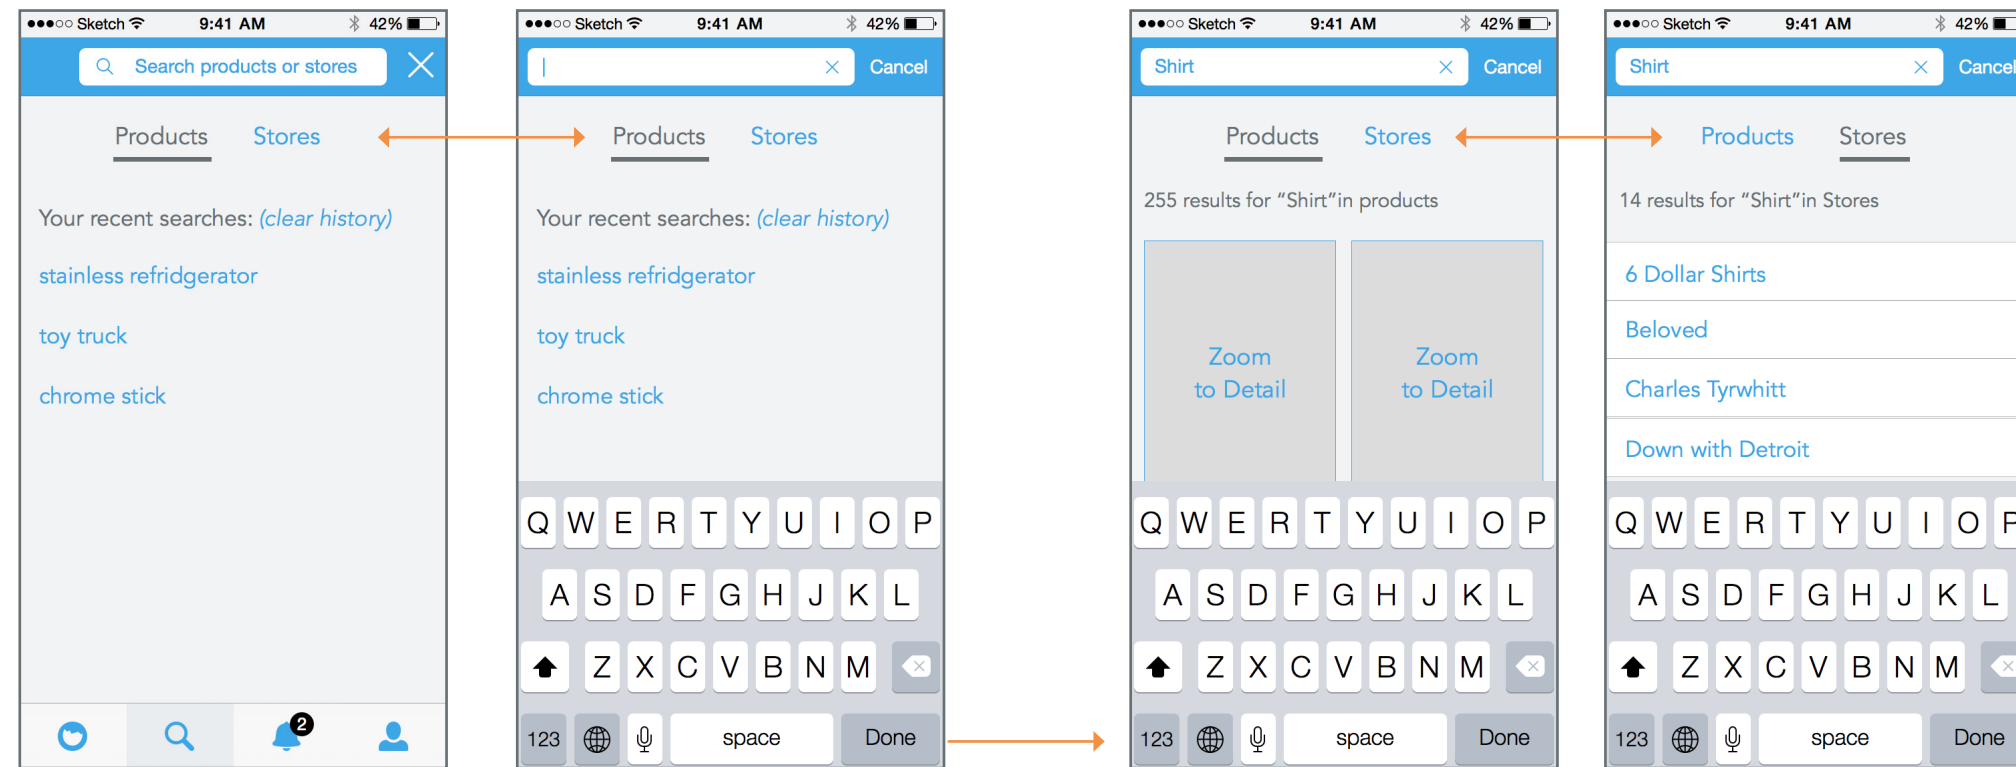 Sketch 9:41 AM 42%
Search products or stores
Products Stores
Your recent searches: (clear history)
stainless refridgerator
toy truck
chrome stick
2
Sketch 9:41 AM 42%
Cancel
Products Stores
Your recent searches: (clear history)
stainless refridgerator
toy truck
chrome stick
Q W E R T Y U I O P
A S D F G H J K L
Z X C V B N M
123 space Done
Sketch 9:41 AM 42%
Shirt Cancel
Products Stores
255 results for “Shirt”in products
Zoom
to Detail
Zoom
to Detail
Q W E R T Y U I O P
A S D F G H J K L
Z X C V B N M
123 space Done
Sketch 9:41 AM 42%
Shirt Cancel
Products Stores
14 results for “Shirt”in Stores
6 Dollar Shirts
Beloved
Charles Tyrwhitt
Down with Detroit
Q W E R T Y U I O P
A S D F G H J K L
Z X C V B N M
123 space Done